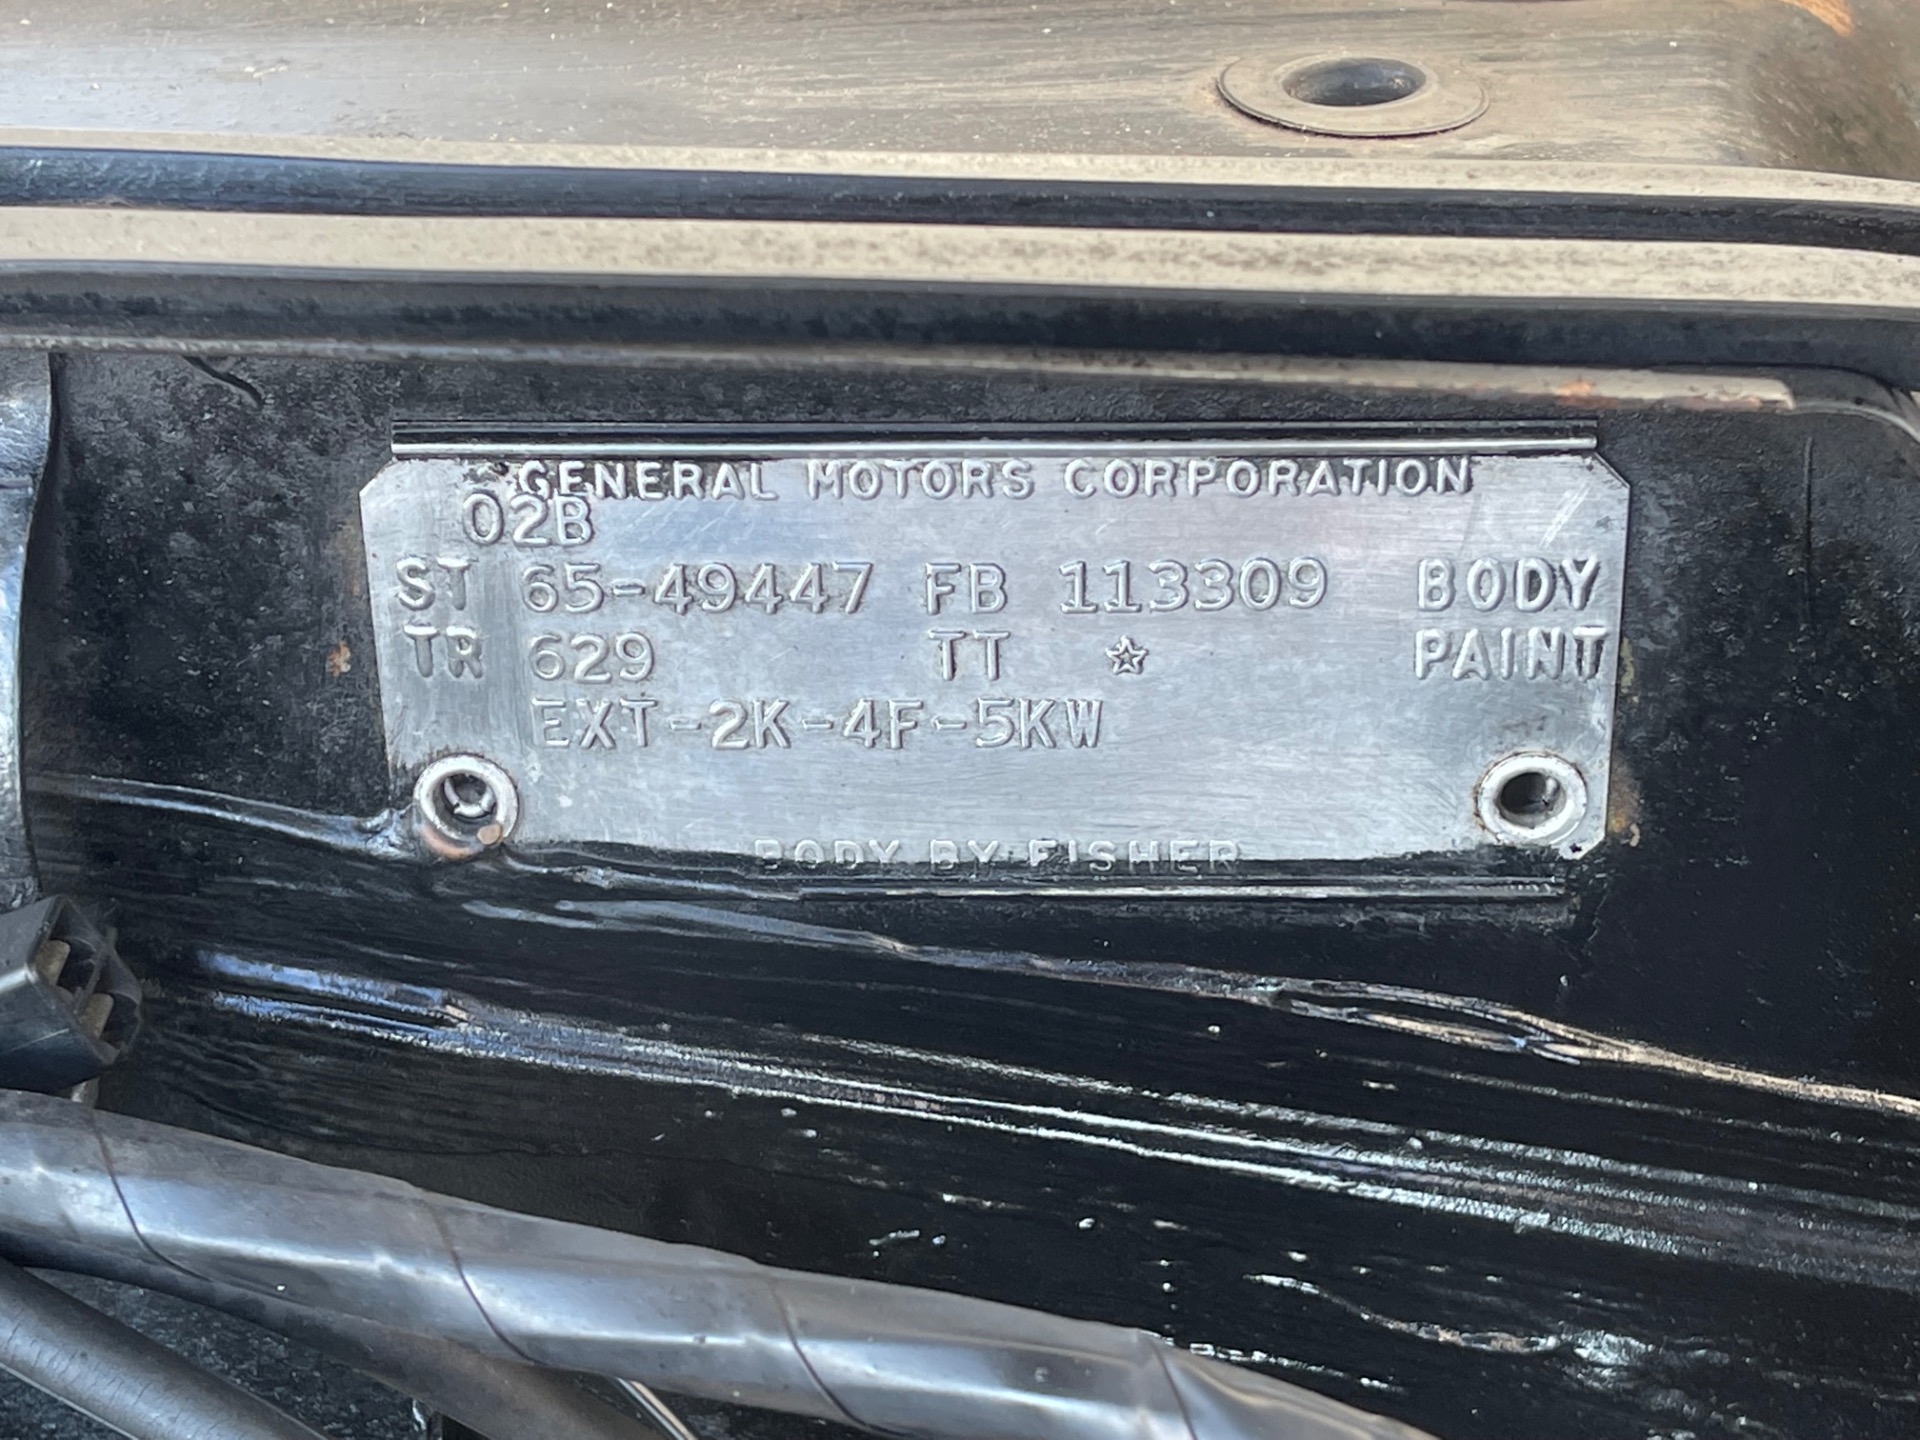 GENERAL MOTORS CORPORATION
02B
ST 65-49447 FB 113309 BODY
TR 629 TT ☆ PAINT
EXT-2K-4F-5KW
BODY BY FISHER